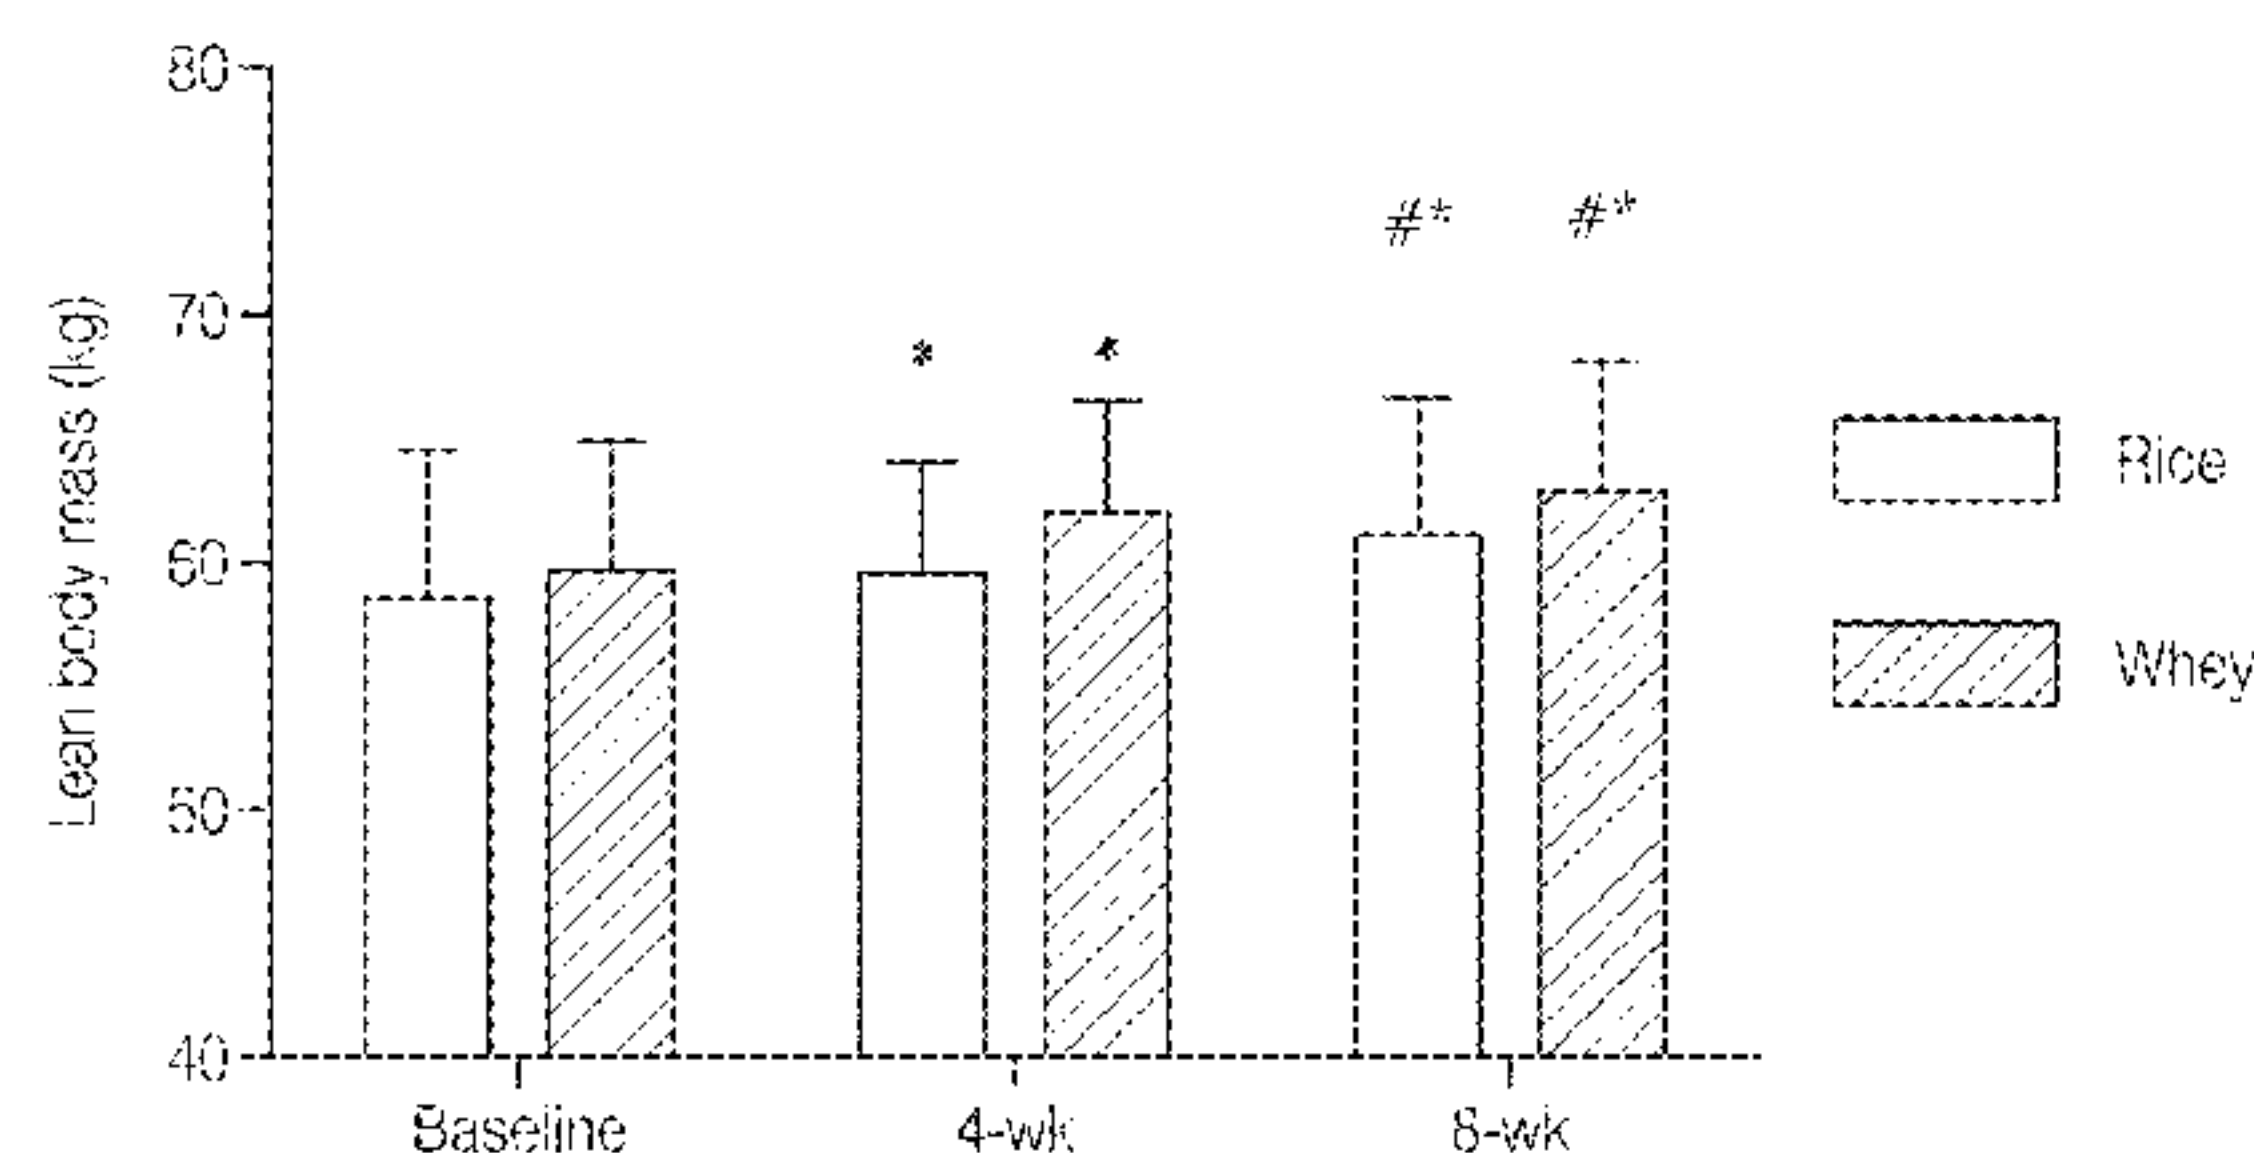 Lean body mass (kg)
80
70
60
50
40
*
*
#*
#*
Baseline
4-wk
8-wk
Rice
Whey